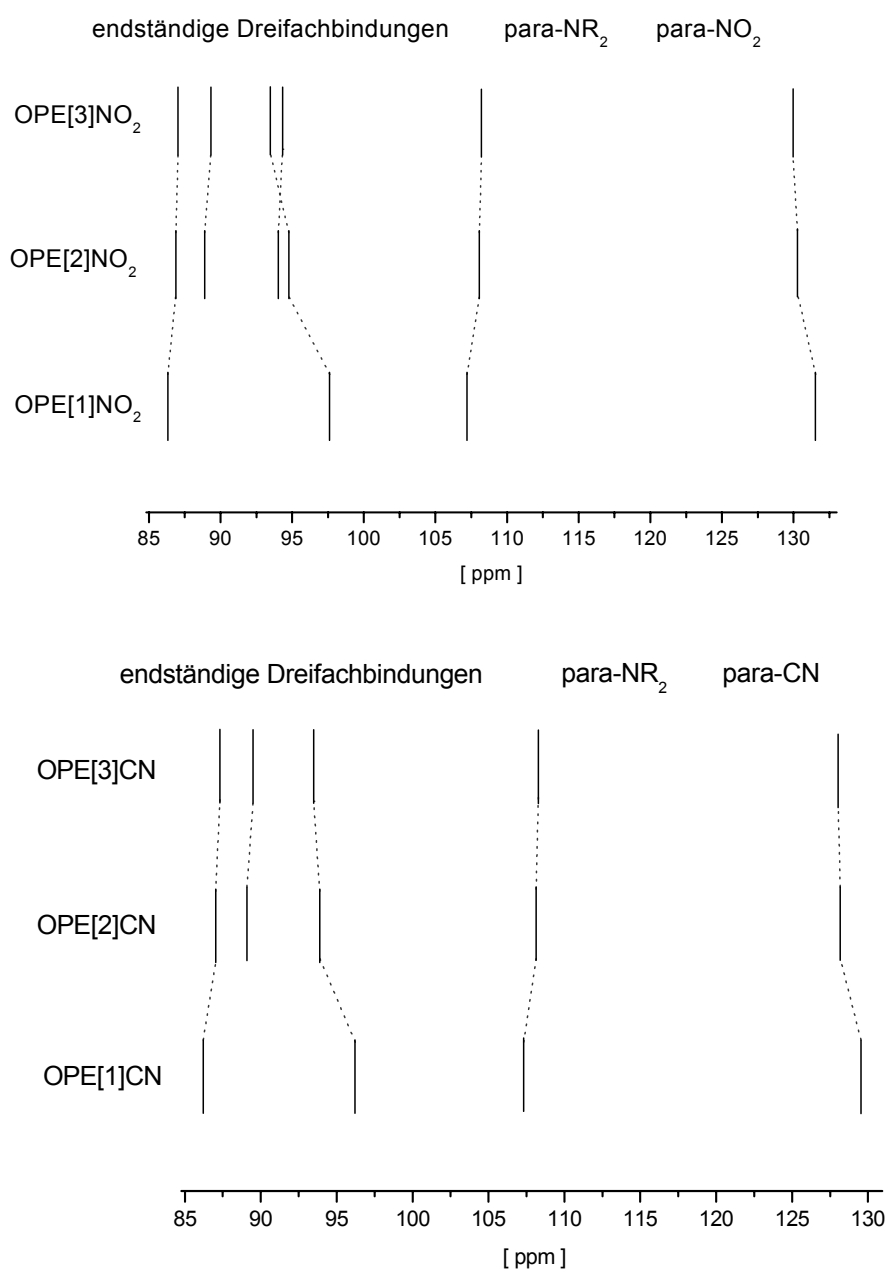 endständige Dreifachbindungen para-NR₂ para-NO₂
OPE[3]NO₂
OPE[2]NO₂
OPE[1]NO₂
85 90 95 100 105 110 115 120 125 130
[ ppm ]
endständige Dreifachbindungen para-NR₂ para-CN
OPE[3]CN
OPE[2]CN
OPE[1]CN
85 90 95 100 105 110 115 120 125 130
[ ppm ]